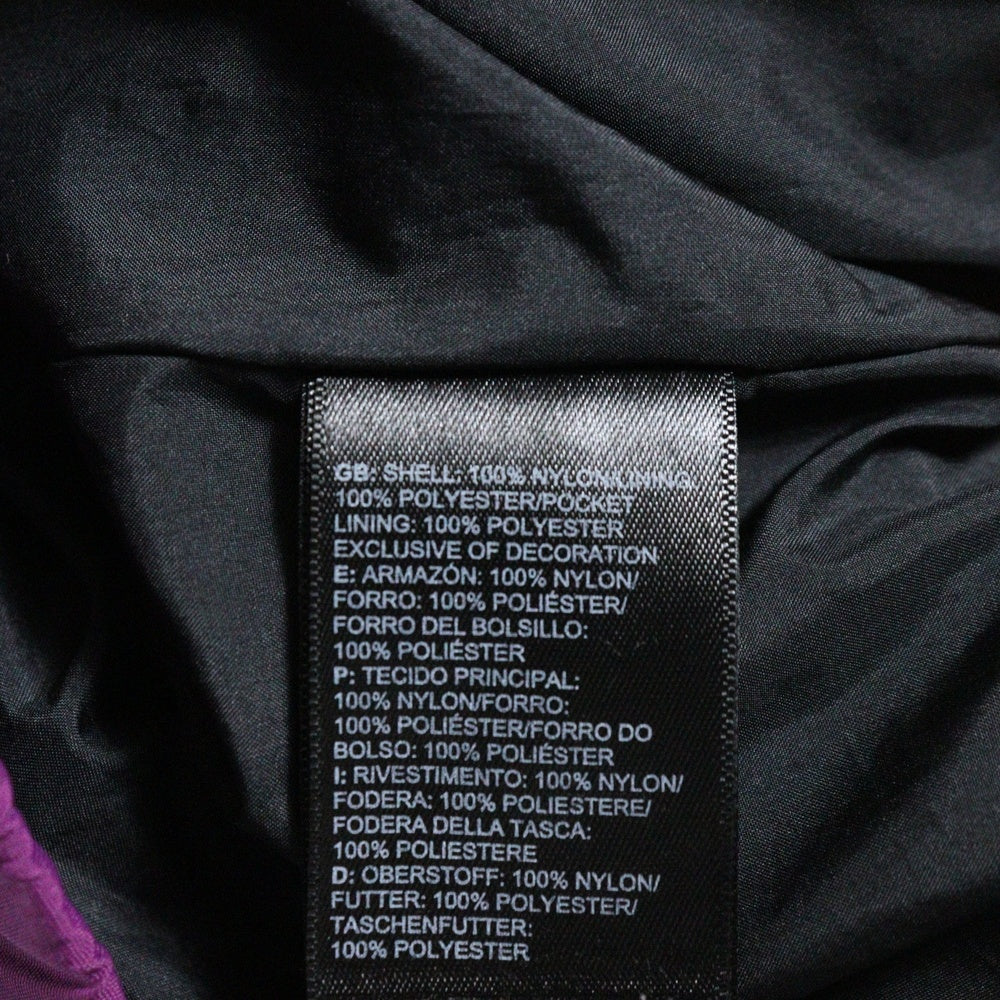 GB: SHELL: 100% NYLON/LINING:
100% POLYESTER/POCKET
LINING: 100% POLYESTER
EXCLUSIVE OF DECORATION
E: ARMAZÓN: 100% NYLON/
FORRO: 100% POLIÉSTER/
FORRO DEL BOLSILLO:
100% POLIÉSTER
P: TECIDO PRINCIPAL:
100% NYLON/FORRO:
100% POLIÉSTER/FORRO DO
BOLSO: 100% POLIÉSTER
I: RIVESTIMENTO: 100% NYLON/
FODERA: 100% POLIESTERE/
FODERA DELLA TASCA:
100% POLIESTERE
D: OBERSTOFF: 100% NYLON/
FUTTER: 100% POLYESTER/
TASCHENFUTTER:
100% POLYESTER